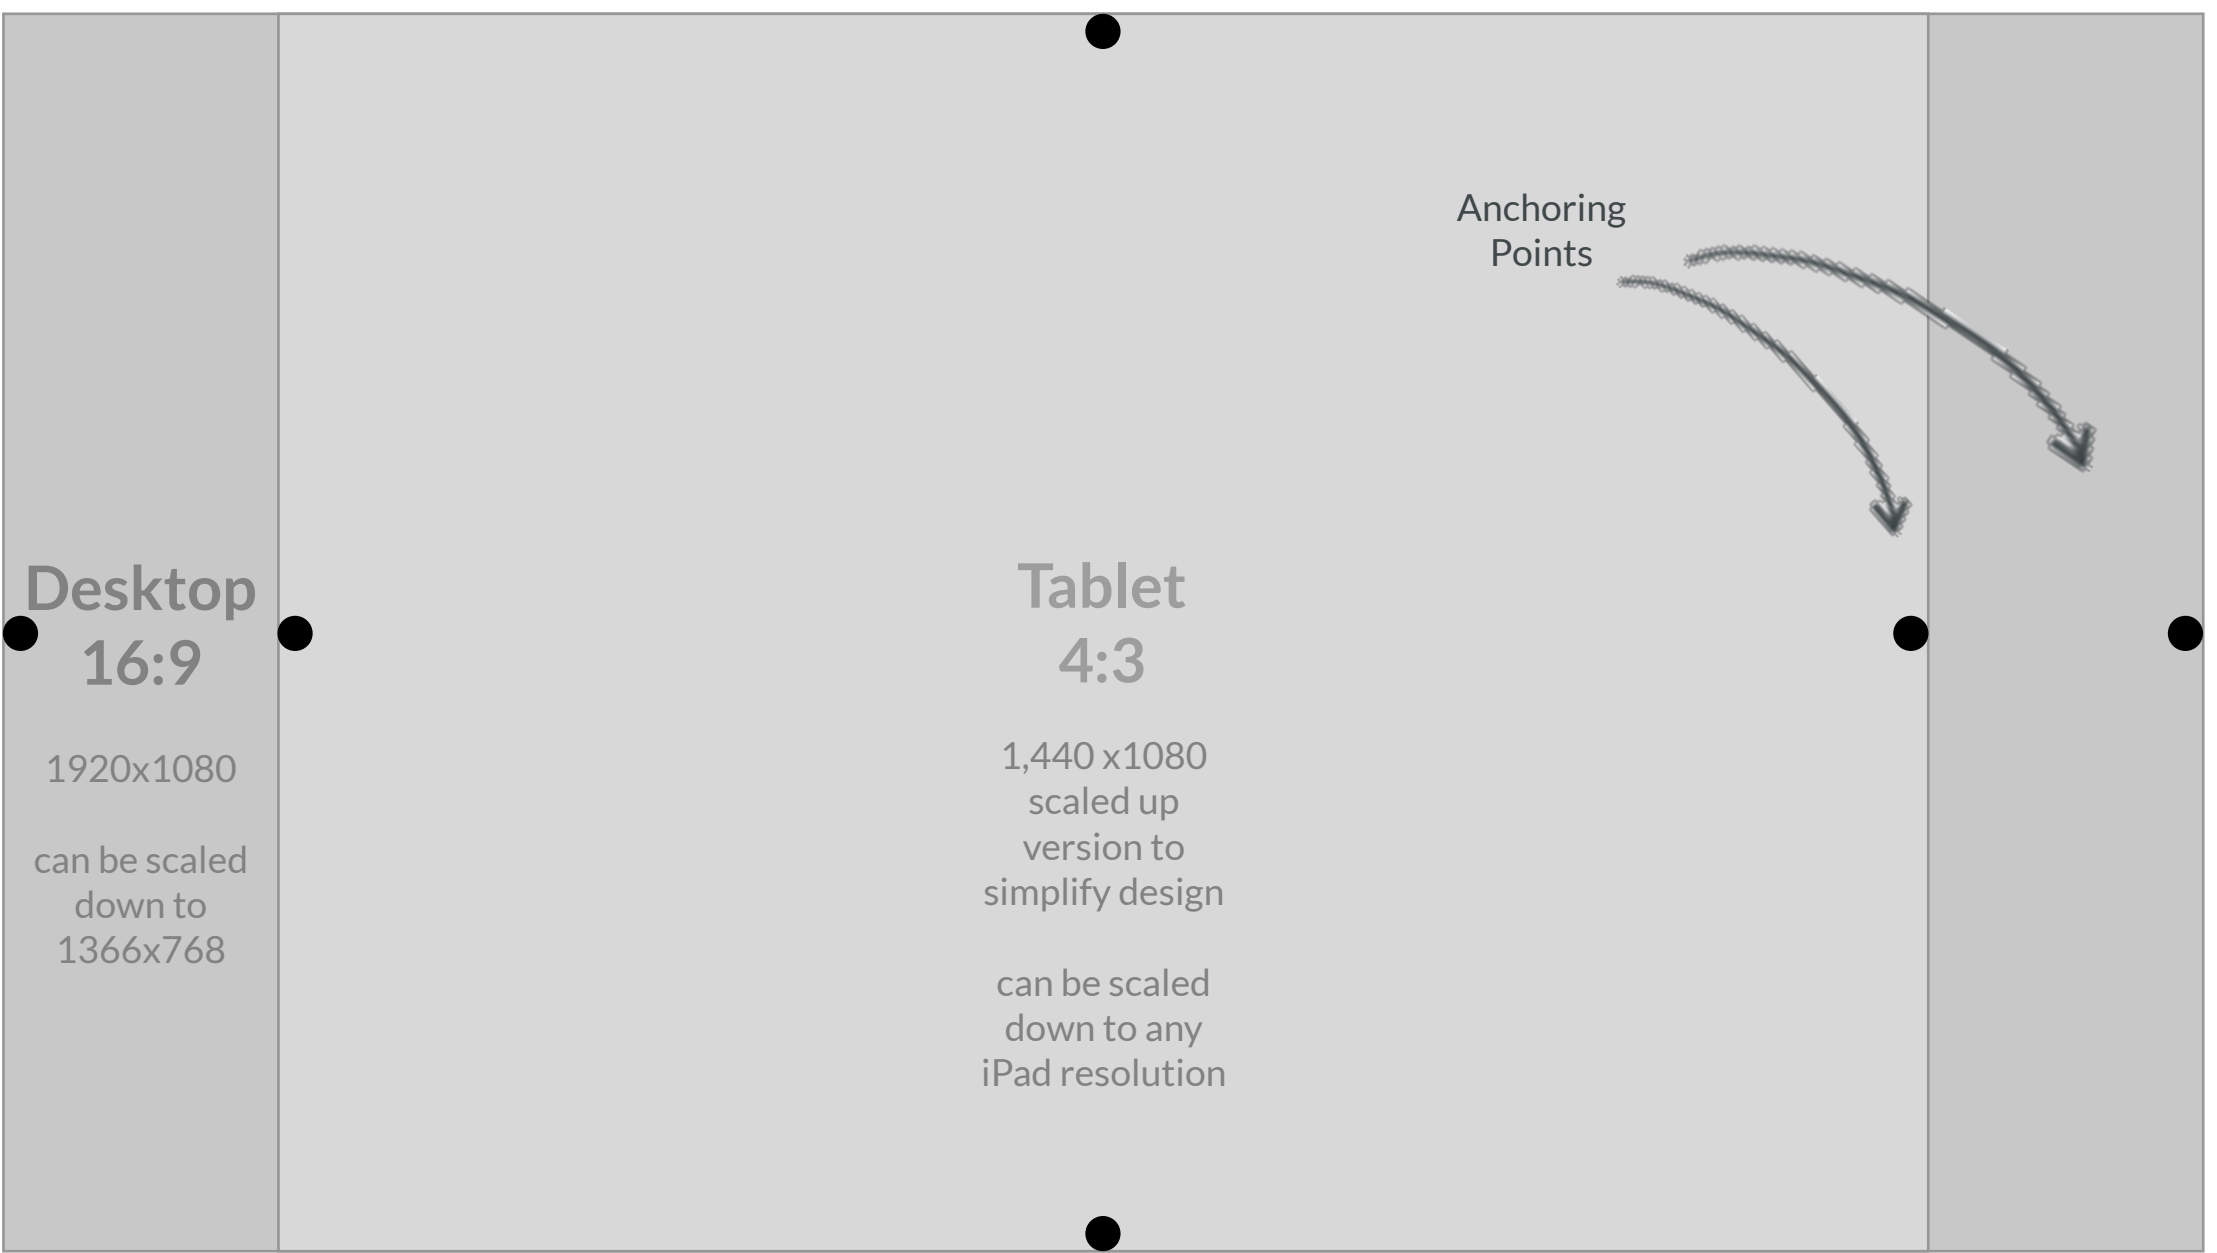 Anchoring
Points
Desktop
16:9
1920x1080
can be scaled
down to
1366x768
Tablet
4:3
1,440 x1080
scaled up
version to
simplify design
can be scaled
down to any
iPad resolution